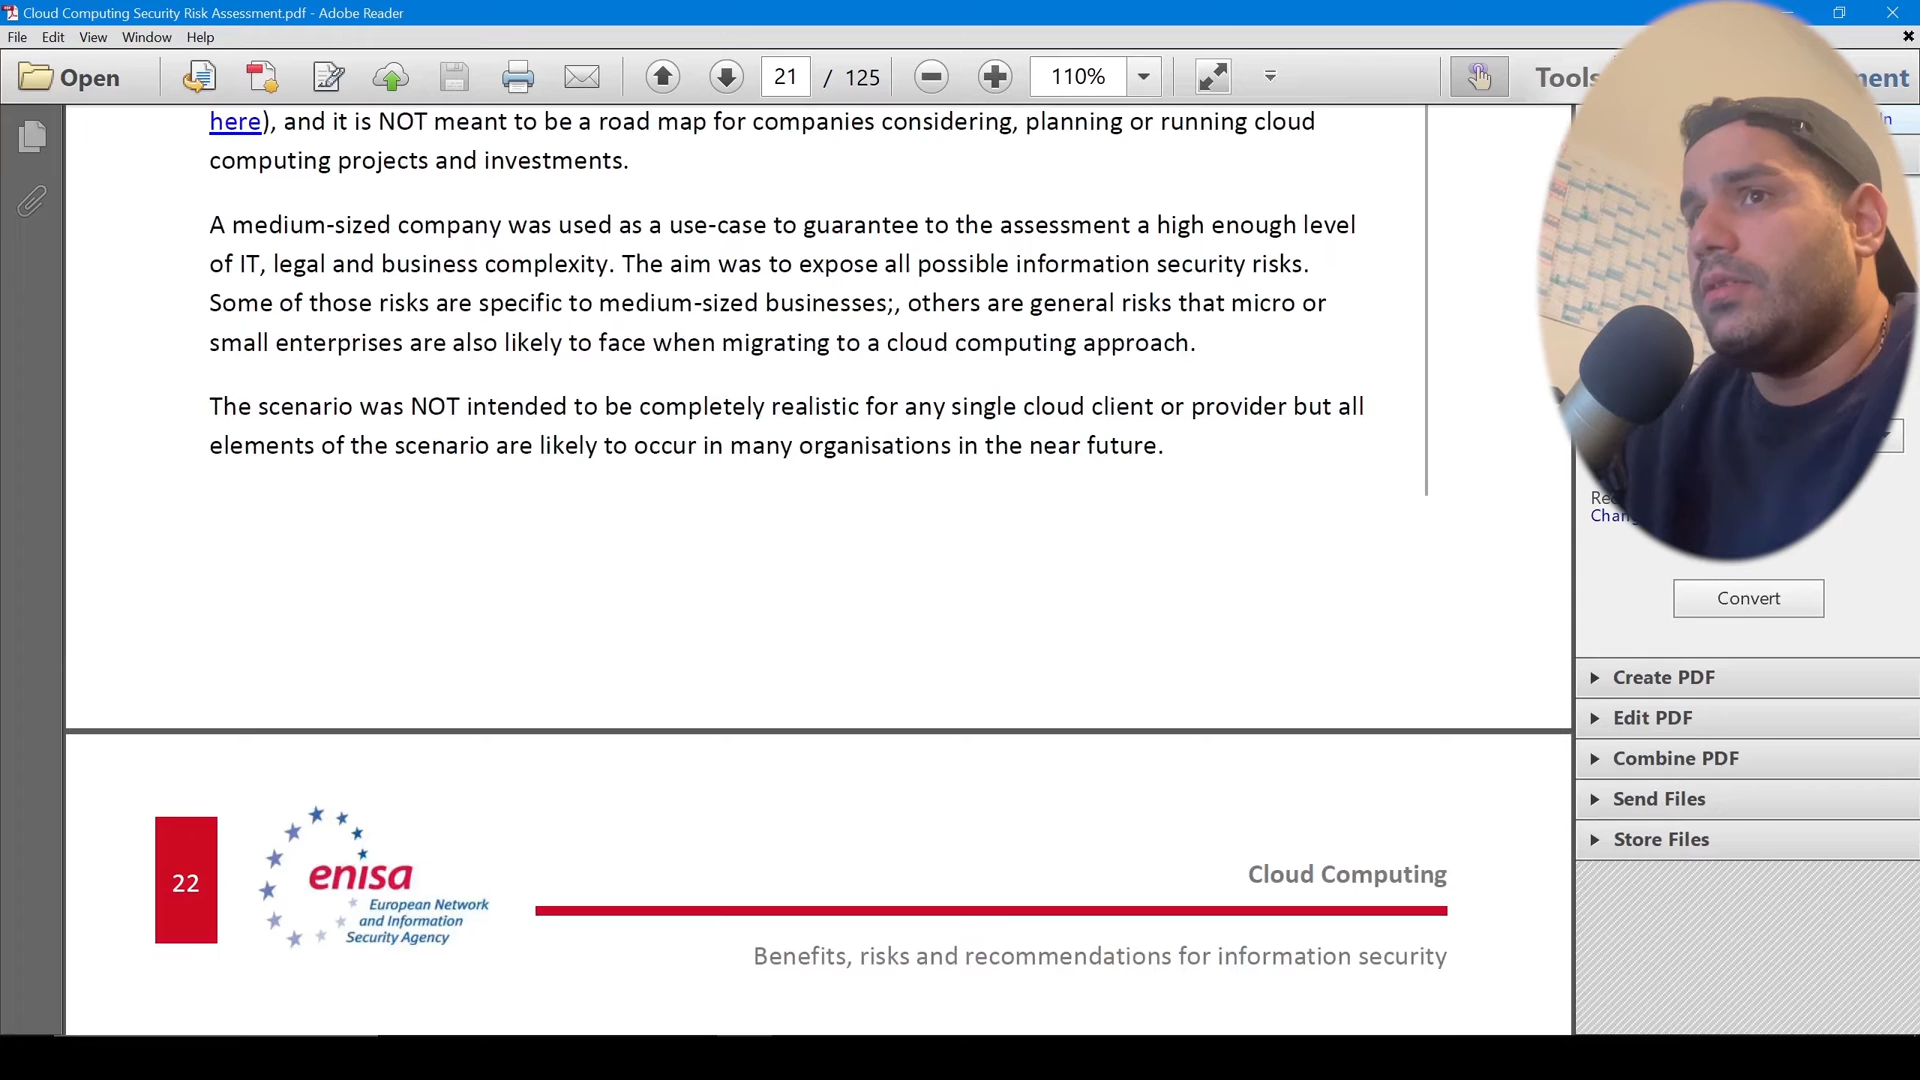 Cloud Computing Security Risk Assessment.pdf - Adobe Reader
File Edit View Window Help
Open 21 / 125 110% Tools
here), and it is NOT meant to be a road map for companies considering, planning or running cloud
computing projects and investments.
A medium-sized company was used as a use-case to guarantee to the assessment a high enough level
of IT, legal and business complexity. The aim was to expose all possible information security risks.
Some of those risks are specific to medium-sized businesses;, others are general risks that micro or
small enterprises are also likely to face when migrating to a cloud computing approach.
The scenario was NOT intended to be completely realistic for any single cloud client or provider but all
elements of the scenario are likely to occur in many organisations in the near future.
Convert
Create PDF
Edit PDF
Combine PDF
Send Files
Store Files
22
enisa
European Network
and Information
Security Agency
Cloud Computing
Benefits, risks and recommendations for information security